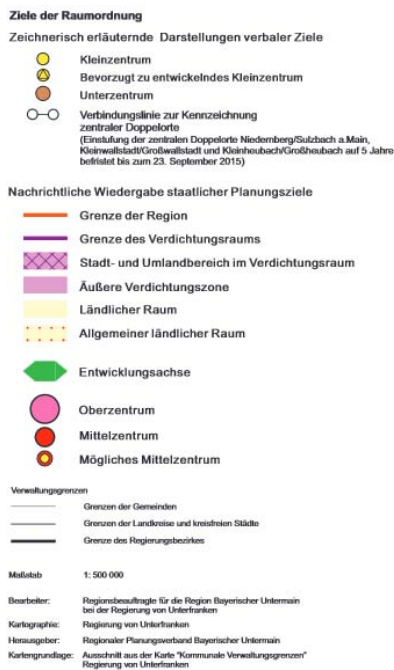 Ziele der Raumordnung
Zeichnerisch erläuternde Darstellungen verbaler Ziele
Kleinzentrum
Bevorzugt zu entwickelndes Kleinzentrum
Unterzentrum
Verbindungslinie zur Kennzeichnung
zentraler Doppelorte
(Einstufung der zentralen Doppelorte Niedernberg/Sulzbach a.Main,
Kleinwallstadt/Großwallstadt und Kleinheubach/Großheubach auf 5 Jahre
befristet bis zum 23. September 2015)
Nachrichtliche Wiedergabe staatlicher Planungsziele
Grenze der Region
Grenze des Verdichtungsraums
Stadt- und Umlandbereich im Verdichtungsraum
Äußere Verdichtungszone
Ländlicher Raum
Allgemeiner ländlicher Raum
Entwicklungsachse
Oberzentrum
Mittelzentrum
Mögliches Mittelzentrum
Verwaltungsgrenzen
Grenzen der Gemeinden
Grenzen der Landkreise und kreisfreien Städte
Grenze des Regierungsbezirkes
Maßstab 1: 500 000
Bearbeiter: Regionsbeauftragte für die Region Bayerischer Untermain
bei der Regierung von Unterfranken
Kartographie: Regierung von Unterfranken
Herausgeber: Regionaler Planungsverband Bayerischer Untermain
Kartengrundlage: Ausschnitt aus der Karte "Kommunale Verwaltungsgrenzen"
Regierung von Unterfranken